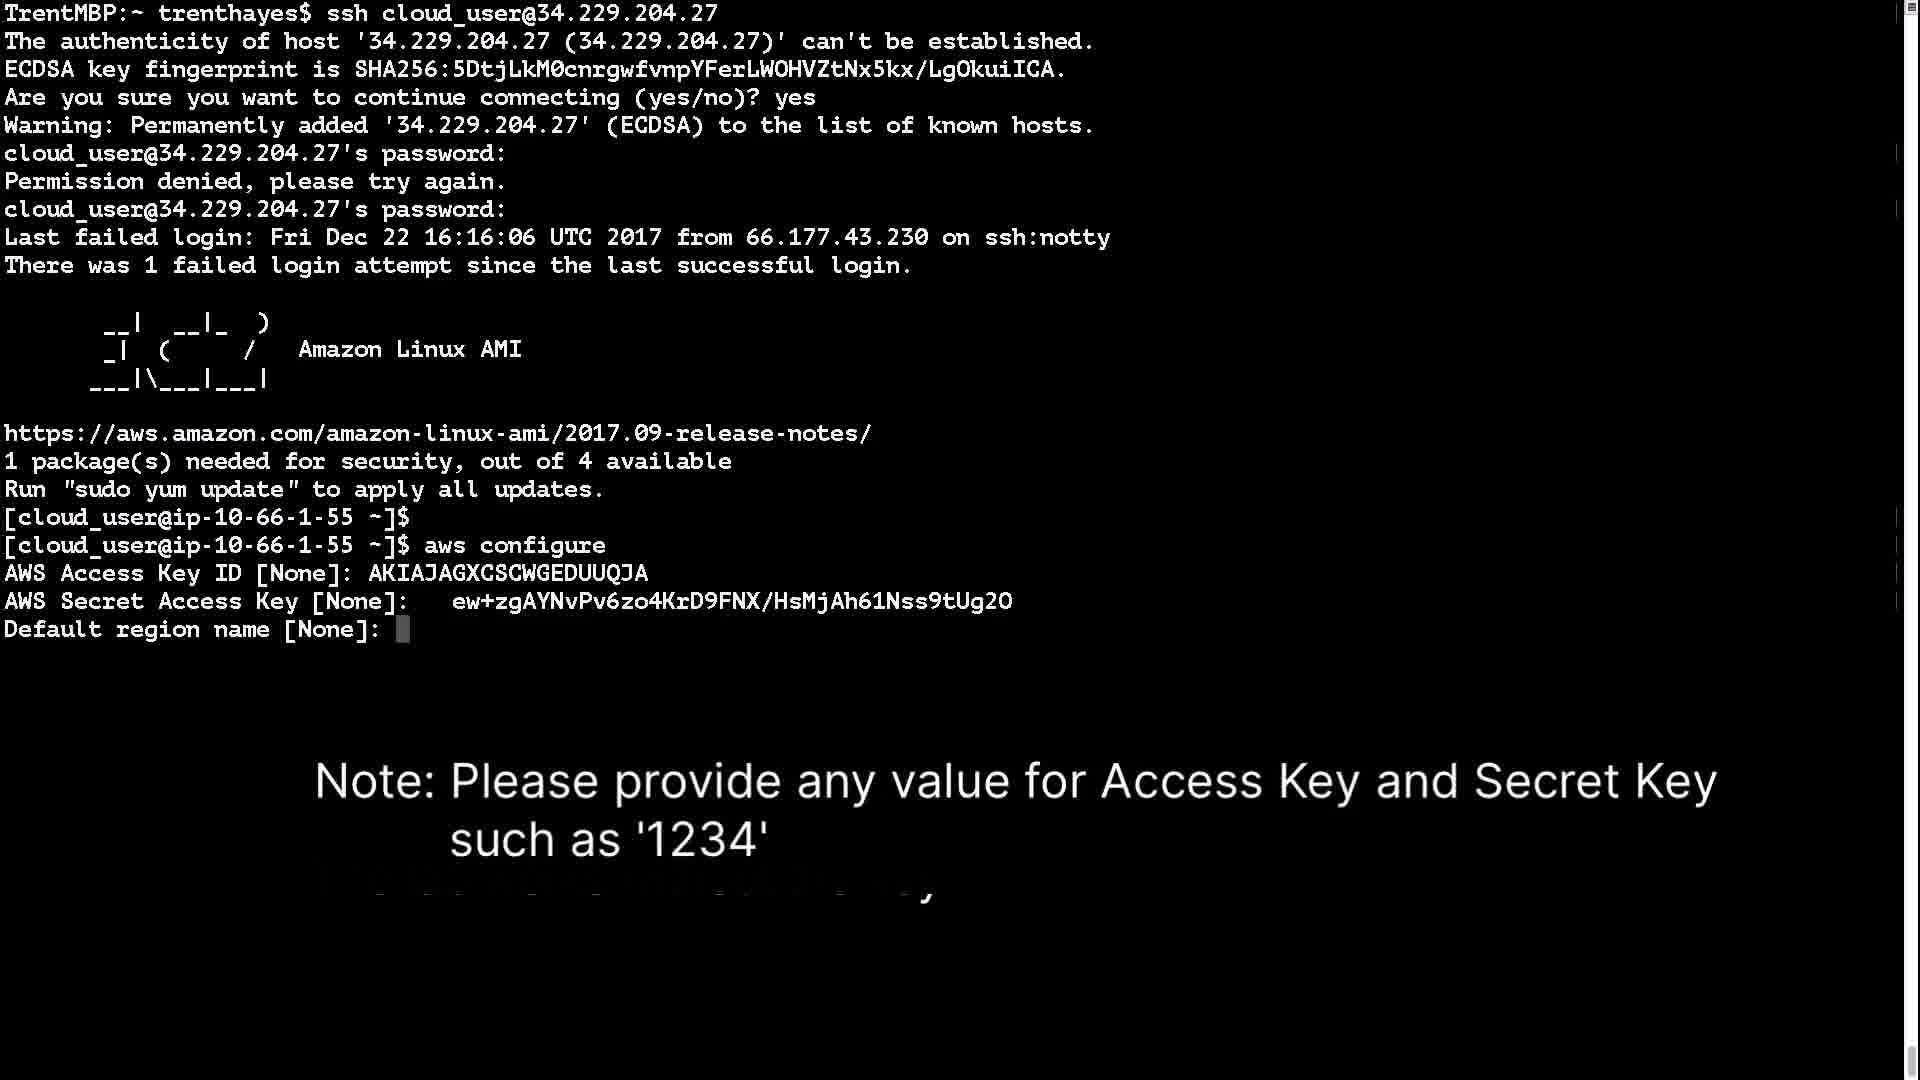 TrentMBP:~ trenthayes$ ssh cloud_user@34.229.204.27
The authenticity of host '34.229.204.27 (34.229.204.27)' can't be established.
ECDSA key fingerprint is SHA256:5DtjLkM0cnrgwfvnpYFerLWOHVZtNx5kx/LgOkuiICA.
Are you sure you want to continue connecting (yes/no)? yes
Warning: Permanently added '34.229.204.27' (ECDSA) to the list of known hosts.
cloud_user@34.229.204.27's password:
Permission denied, please try again.
cloud_user@34.229.204.27's password:
Last failed login: Fri Dec 22 16:16:06 UTC 2017 from 66.177.43.230 on ssh:notty
There was 1 failed login attempt since the last successful login.
__|  __|_  )
_|  (     /   Amazon Linux AMI
___|\___|___|
https://aws.amazon.com/amazon-linux-ami/2017.09-release-notes/
1 package(s) needed for security, out of 4 available
Run "sudo yum update" to apply all updates.
[cloud_user@ip-10-66-1-55 ~]$
[cloud_user@ip-10-66-1-55 ~]$ aws configure
AWS Access Key ID [None]: AKIAJAGXCSCWGEDUUQJA
AWS Secret Access Key [None]:   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
Default region name [None]:
Note: Please provide any value for Access Key and Secret Key
such as '1234'